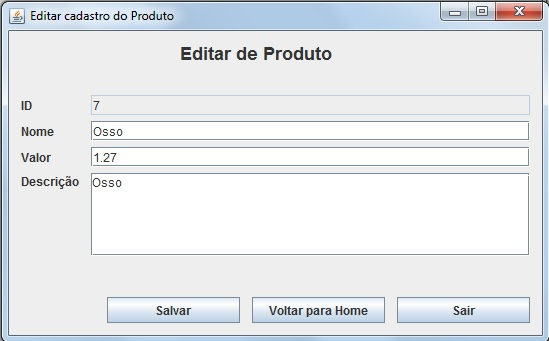 Editar cadastro do Produto
Editar de Produto
ID 7
Nome Osso
Valor 1.27
Descrição Osso
Salvar Voltar para Home Sair